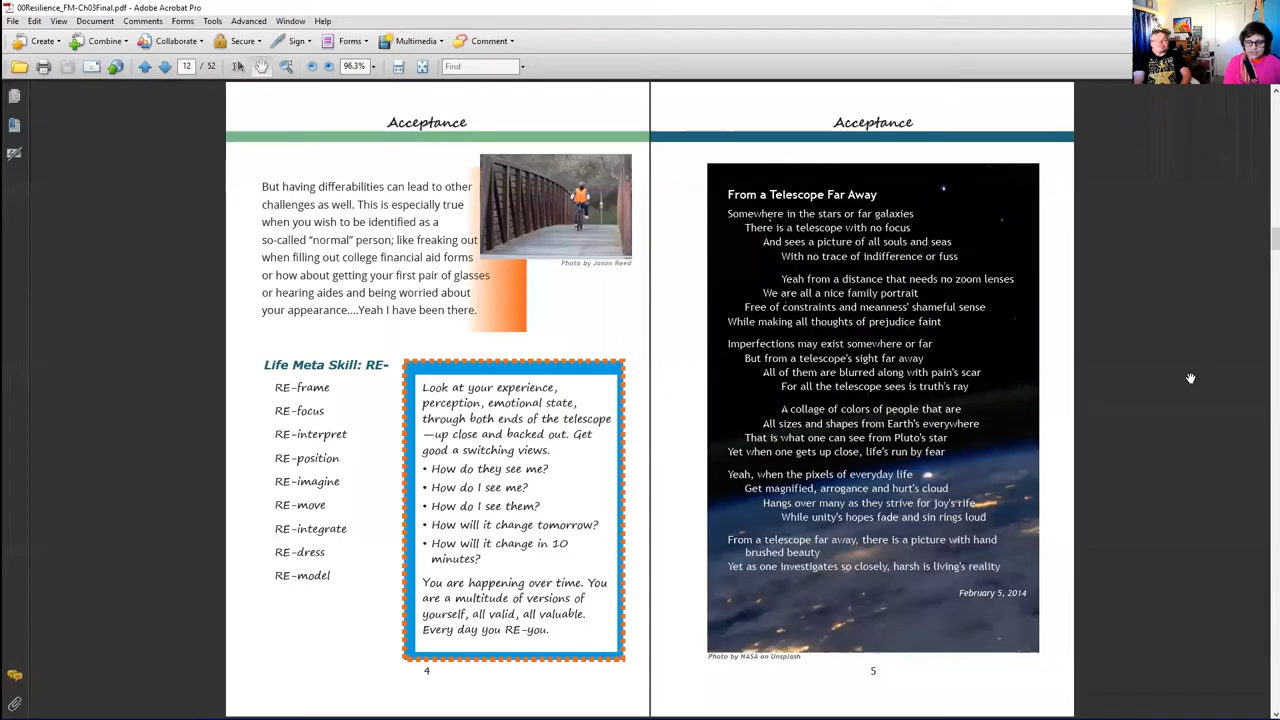 00Resilience_FM-Ch03Final.pdf - Adobe Acrobat Pro
File Edit View Document Comments Forms Tools Advanced Window Help
Create Combine Collaborate Secure Sign Forms Multimedia Comment
12 / 52 96.3% Find
Acceptance
But having differabilities can lead to other
challenges as well. This is especially true
when you wish to be identified as a
so-called “normal” person; like freaking out
when filling out college financial aid forms
or how about getting your first pair of glasses
or hearing aides and being worried about
your appearance....Yeah I have been there.
Photo by Jason Reed
Life Meta Skill: RE-
RE-frame
RE-focus
RE-interpret
RE-position
RE-imagine
RE-move
RE-integrate
RE-dress
RE-model
Look at your experience,
perception, emotional state,
through both ends of the telescope
—up close and backed out. Get
good a switching views.
• How do they see me?
• How do I see me?
• How do I see them?
• How will it change tomorrow?
• How will it change in 10
minutes?
You are happening over time. You
are a multitude of versions of
yourself, all valid, all valuable.
Every day you RE-you.
4
Acceptance
From a Telescope Far Away
Somewhere in the stars or far galaxies
There is a telescope with no focus
And sees a picture of all souls and seas
With no trace of indifference or fuss
Yeah from a distance that needs no zoom lenses
We are all a nice family portrait
Free of constraints and meanness' shameful sense
While making all thoughts of prejudice faint
Imperfections may exist somewhere or far
But from a telescope's sight far away
All of them are blurred along with pain's scar
For all the telescope sees is truth's ray
A collage of colors of people that are
All sizes and shapes from Earth's everywhere
That is what one can see from Pluto's star
Yet when one gets up close, life's run by fear
Yeah, when the pixels of everyday life
Get magnified, arrogance and hurt's cloud
Hangs over many as they strive for joy's rife
While unity's hopes fade and sin rings loud
From a telescope far away, there is a picture with hand
brushed beauty
Yet as one investigates so closely, harsh is living's reality
February 5, 2014
Photo by NASA on Unsplash
5